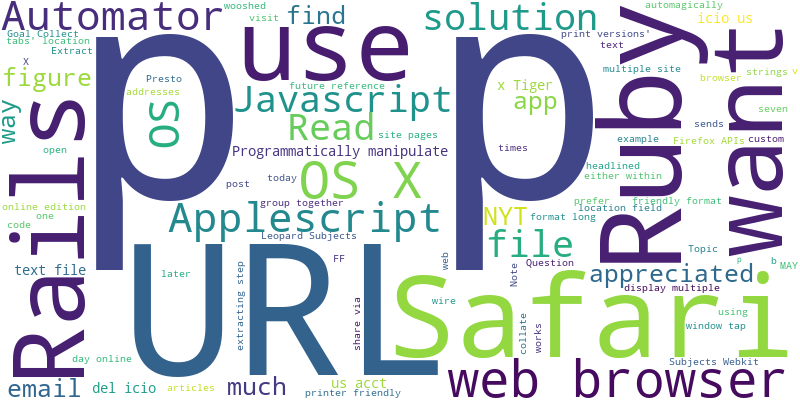 Automator
wooshed
visit
find
solution
automagically
icio us
Goal Collect
tabs' location
Extract
X
figure
p
use
p
print versions'
text
Ruby
want
Presto
addresses
future reference
Javascript
x Tiger
app
multiple site
browser
strings
v
way
OS
Read
site pages
seven
open
Rails
Programmatically manipulate
times
sends
example
Firefox APIs
custom
headlined
either within
post
today
OS X
group together
NYT
format long
prefer
friendly format
location field
online edition
one
code
Applescript
Leopard Subjects
file
Topic
FF
web
Note
Question
p
b
MAY
text file
later
URL
extracting step
appreciated
display multiple
Safari
wire
share via
collate
works
using
window tap
day online
email
del icio
articles
much
us acct
printer friendly
web browser
Subjects Webkit